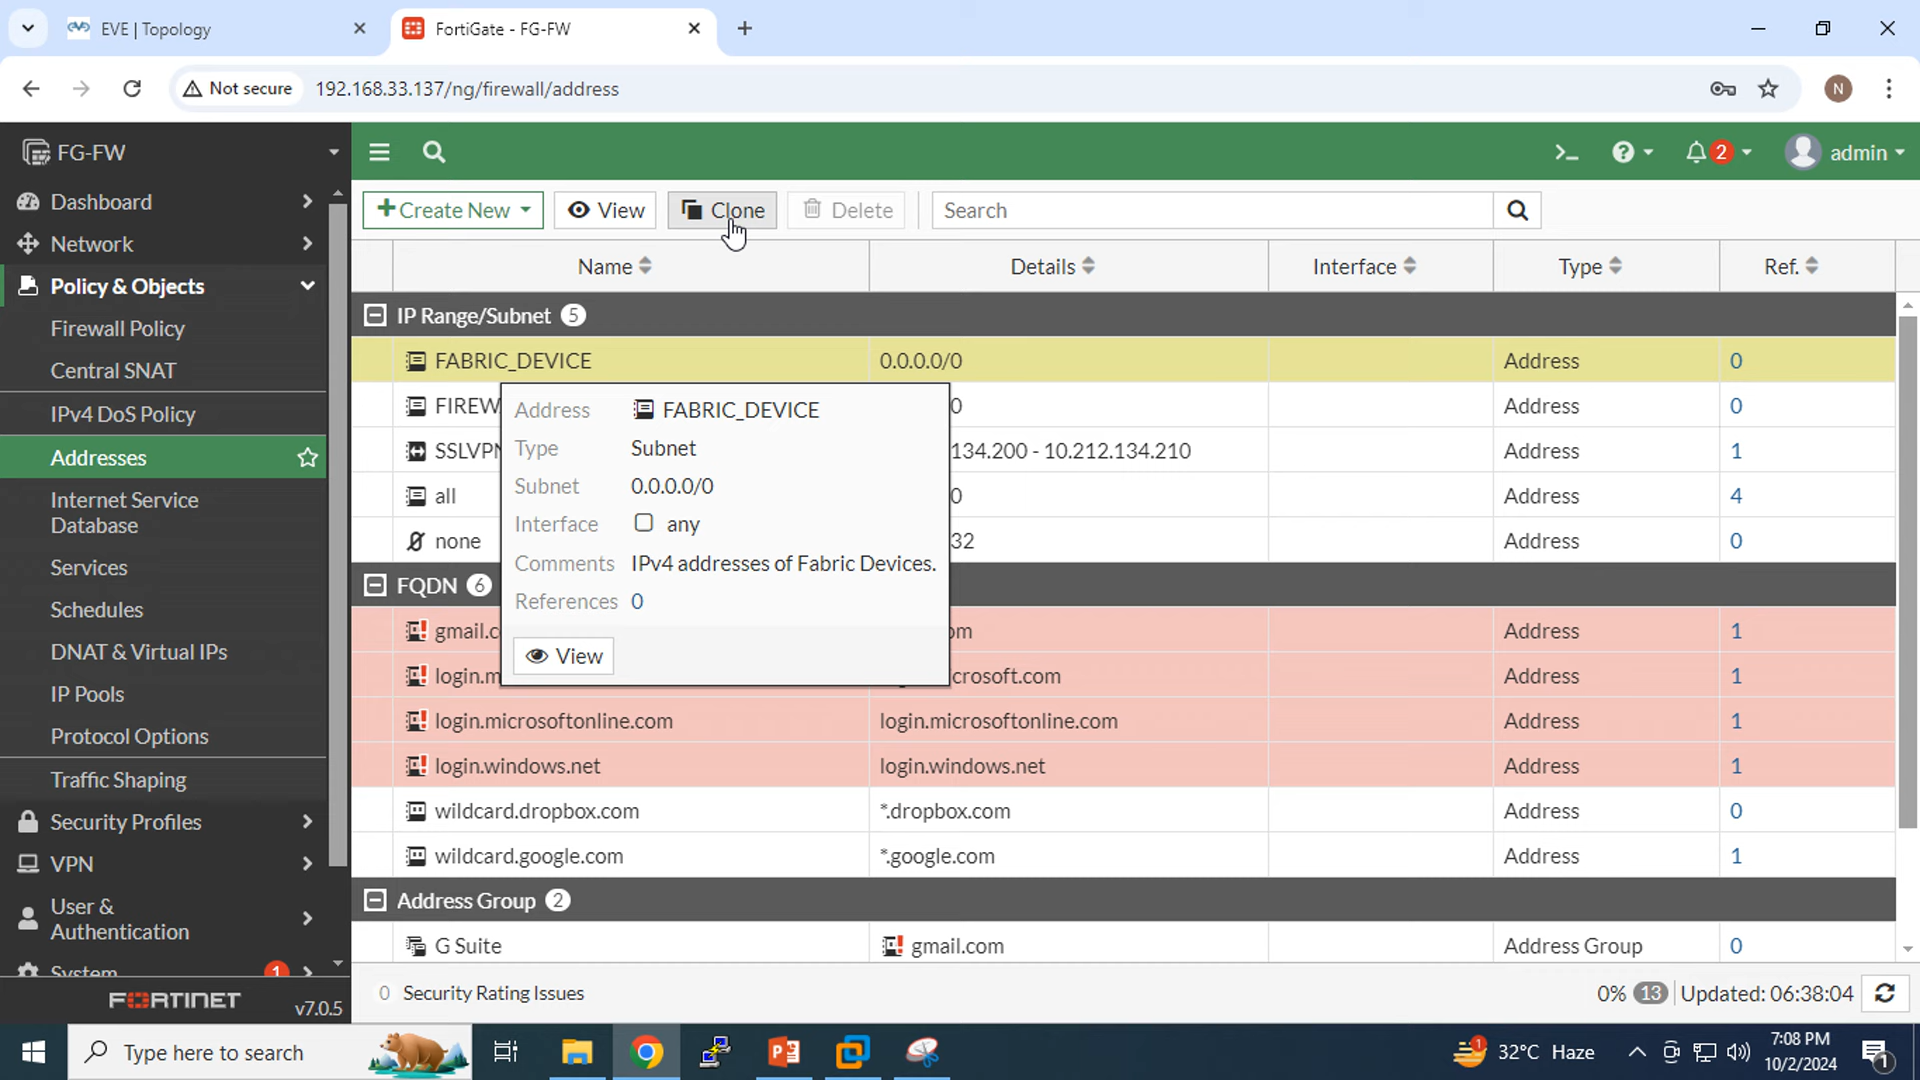 EVE | Topology
FortiGate - FG-FW
Not secure 192.168.33.137/ng/firewall/address
N
FG-FW
2
admin
Dashboard
Network
Policy & Objects
Firewall Policy
Central SNAT
IPv4 DoS Policy
Addresses
Internet Service
Database
Services
Schedules
DNAT & Virtual IPs
IP Pools
Protocol Options
Traffic Shaping
Security Profiles
VPN
User &
Authentication
System 1
FORTINET v7.0.5
Create New View Clone Delete Search
Name Details Interface Type Ref.
IP Range/Subnet 5
FABRIC_DEVICE 0.0.0.0/0 Address 0
FIREW 0 Address 0
SSLVPN 134.200 - 10.212.134.210 Address 1
all 0 Address 4
none 32 Address 0
FQDN 6
gmail.c om Address 1
login.m crosoft.com Address 1
login.microsoftonline.com login.microsoftonline.com Address 1
login.windows.net login.windows.net Address 1
wildcard.dropbox.com *.dropbox.com Address 0
wildcard.google.com *.google.com Address 1
Address Group 2
G Suite gmail.com Address Group 0
Address FABRIC_DEVICE
Type Subnet
Subnet 0.0.0.0/0
Interface any
Comments IPv4 addresses of Fabric Devices.
References 0
View
0 Security Rating Issues 0% 13 Updated: 06:38:04
Type here to search
1 32°C Haze
7:08 PM
10/2/2024
1